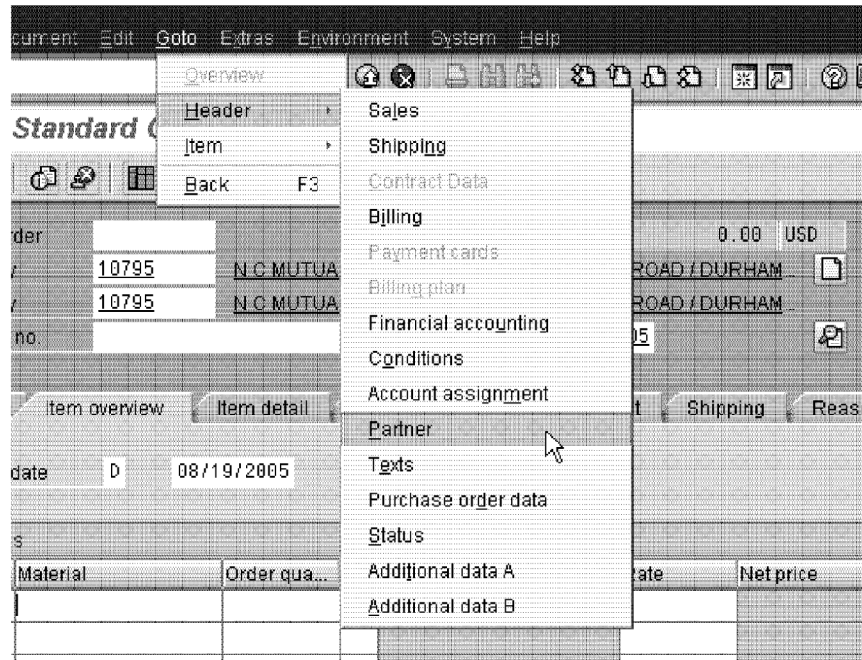 cument Edit Goto Extras Environment System Help
Overview
Header
Item
Back F3
Standard
Sales
Shipping
Contract Data
Billing
Payment cards
Billing plan
Financial accounting
Conditions
Account assignment
Partner
Texts
Purchase order data
Status
Additional data A
Additional data B
der 0.00 USD
10795 N C MUTUA ROAD / DURHAM
10795 N C MUTUA ROAD / DURHAM
no. 05
Item overview Item detail t Shipping Reas
date D 08/19/2005
s
Material Order qua... ate Net price